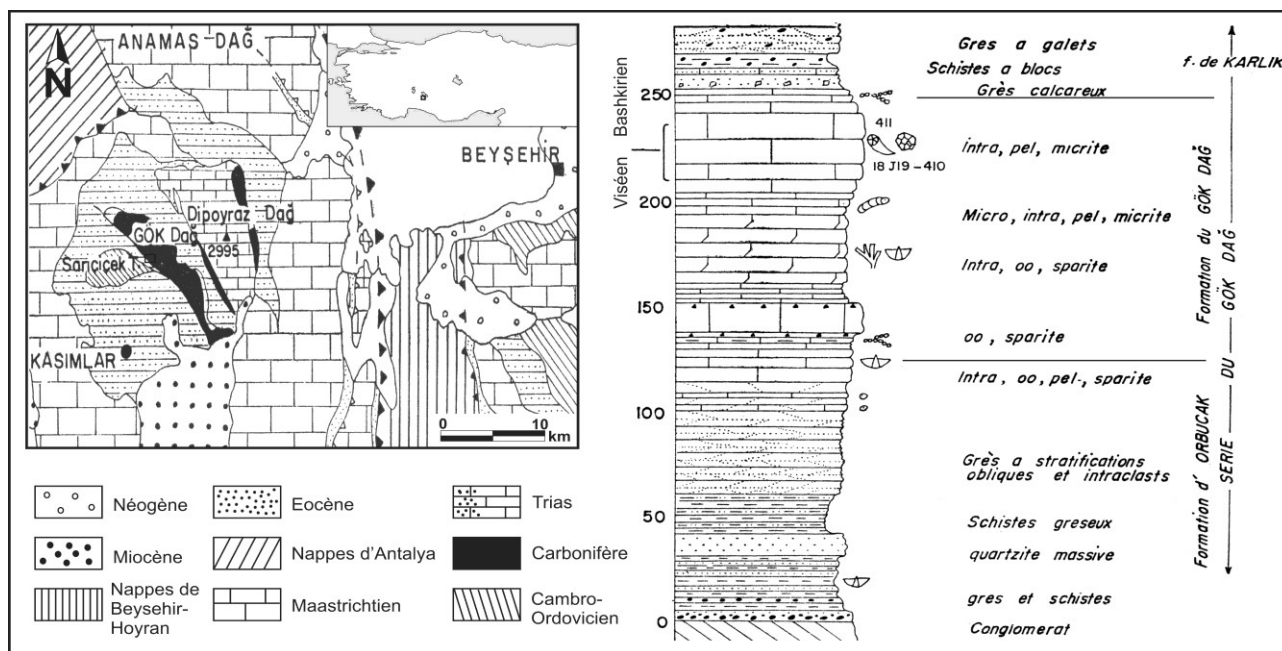 ANAMAS-DAĞ
N
5
BEYŞEHIR
Dipoyraz Dağ
GÖK Dağ
2995
Sarıçiçek T.
KASIMLAR
0 10
km
Néogène
Eocène
Trias
Miocène
Nappes d'Antalya
Carbonifère
Nappes de
Beysehir-
Hoyran
Maastrichtien
Cambro-
Ordovicien
Viséen
Bashkirien
250
200
150
100
50
0
Gres a galets
f. de KARLIK
Schistes a blocs
Grès calcareux
411
18 J19-410
Intra, pel, micrite
Micro, intra, pel, micrite
Intra, oo, sparite
oo, sparite
Intra, oo, pel-, sparite
Grès a stratifications
obliques et intraclasts
Schistes greseux
quartzite massive
gres et schistes
Conglomerat
Formation du GÖK DAĞ
Formation d'ORBUCAK
SERIE DU GÖK DAĞ